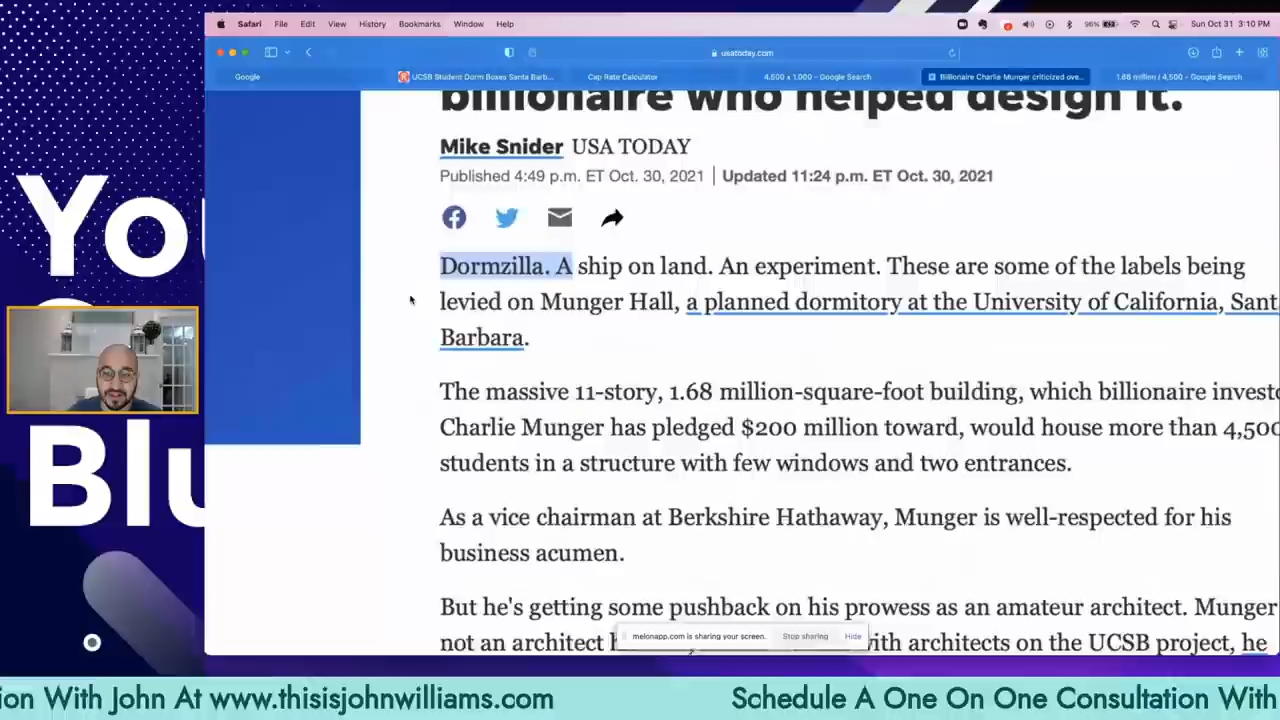 Safari File Edit View History Bookmarks Window Help
96% Sun Oct 31 3:10 PM
usatoday.com
Google
UCSB Student Dorm Boxes Santa Barb...
Cap Rate Calculator
4,500 x 1,000 - Google Search
Billionaire Charlie Munger criticized ove...
1.68 million / 4,500 - Google Search
billionaire who helped design it.
Mike Snider USA TODAY
Published 4:49 p.m. ET Oct. 30, 2021 | Updated 11:24 p.m. ET Oct. 30, 2021
Dormzilla. A ship on land. An experiment. These are some of the labels being
levied on Munger Hall, a planned dormitory at the University of California, Sant
Barbara.
The massive 11-story, 1.68 million-square-foot building, which billionaire invest
Charlie Munger has pledged $200 million toward, would house more than 4,500
students in a structure with few windows and two entrances.
As a vice chairman at Berkshire Hathaway, Munger is well-respected for his
business acumen.
But he's getting some pushback on his prowess as an amateur architect. Munger
not an architect with architects on the UCSB project, he
melonapp.com is sharing your screen. Stop sharing Hide
You
Blu
ion With John At www.thisisjohnwilliams.com
Schedule A One On One Consultation With